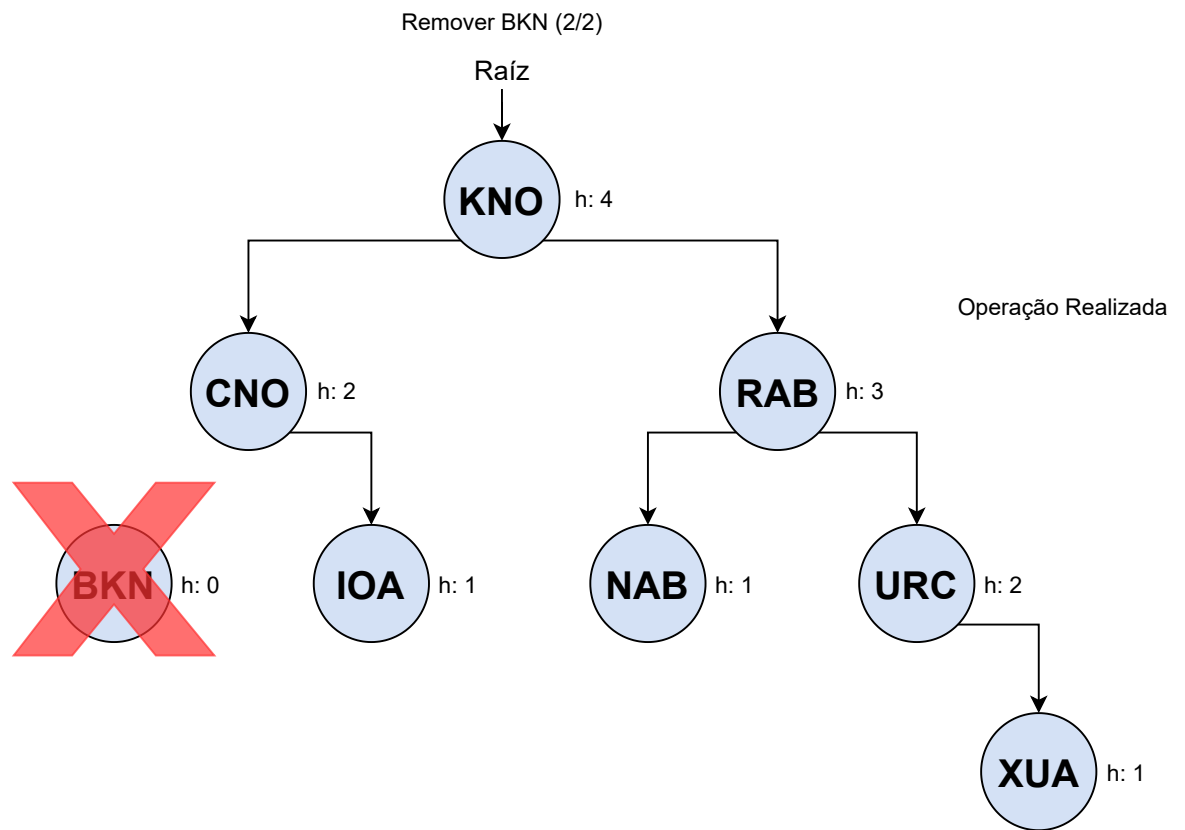 Remover BKN (2/2)
Raíz
KNO h: 4
Operação Realizada
CNO h: 2
RAB h: 3
BKN h: 0
IOA h: 1
NAB h: 1
URC h: 2
XUA h: 1